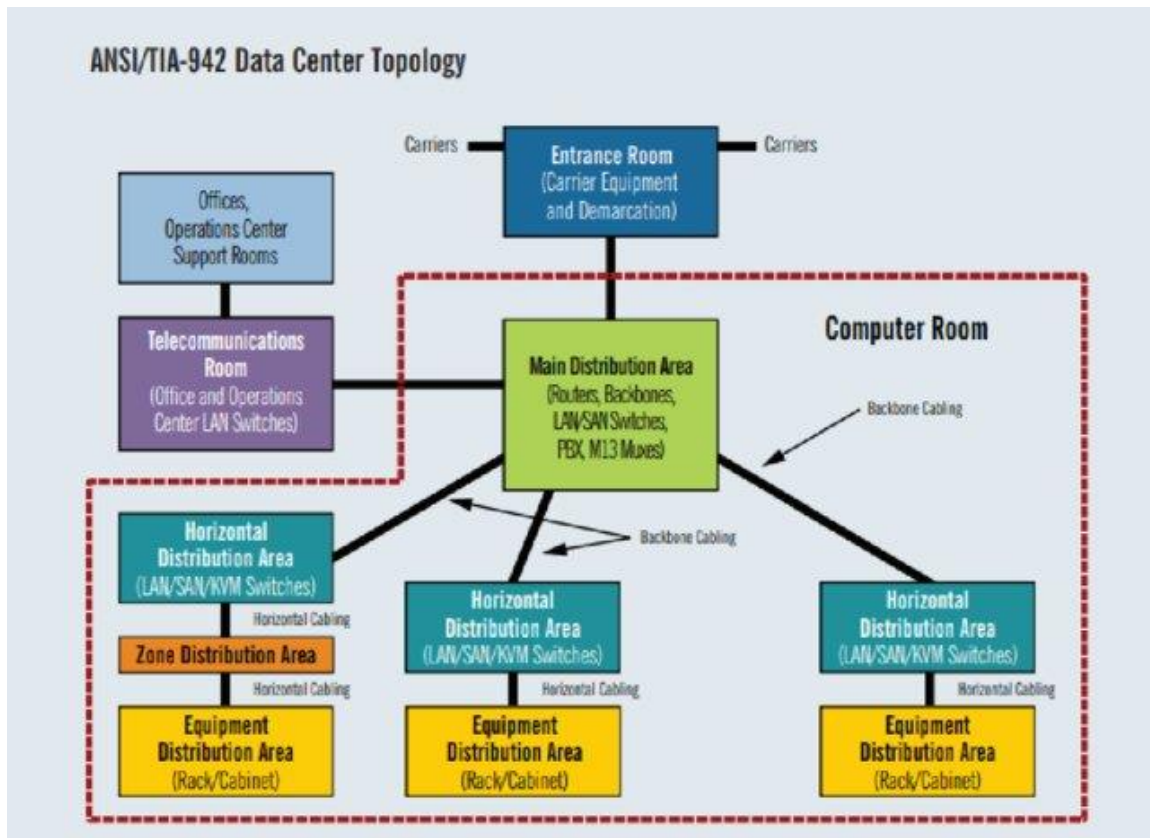 ANSI/TIA-942 Data Center Topology
Carriers
Entrance Room
(Carrier Equipment
and Demarcation)
Carriers
Offices,
Operations Center
Support Rooms
Telecommunications
Room
(Office and Operations
Center LAN Switches)
Computer Room
Main Distribution Area
(Routers, Backbones,
LAN/SAN Switches,
PBX, M13 Muxes)
Backbone Cabling
Backbone Cabling
Horizontal
Distribution Area
(LAN/SAN/KVM Switches)
Horizontal Cabling
Zone Distribution Area
Horizontal Cabling
Equipment
Distribution Area
(Rack/Cabinet)
Horizontal
Distribution Area
(LAN/SAN/KVM Switches)
Horizontal Cabling
Equipment
Distribution Area
(Rack/Cabinet)
Horizontal
Distribution Area
(LAN/SAN/KVM Switches)
Horizontal Cabling
Equipment
Distribution Area
(Rack/Cabinet)